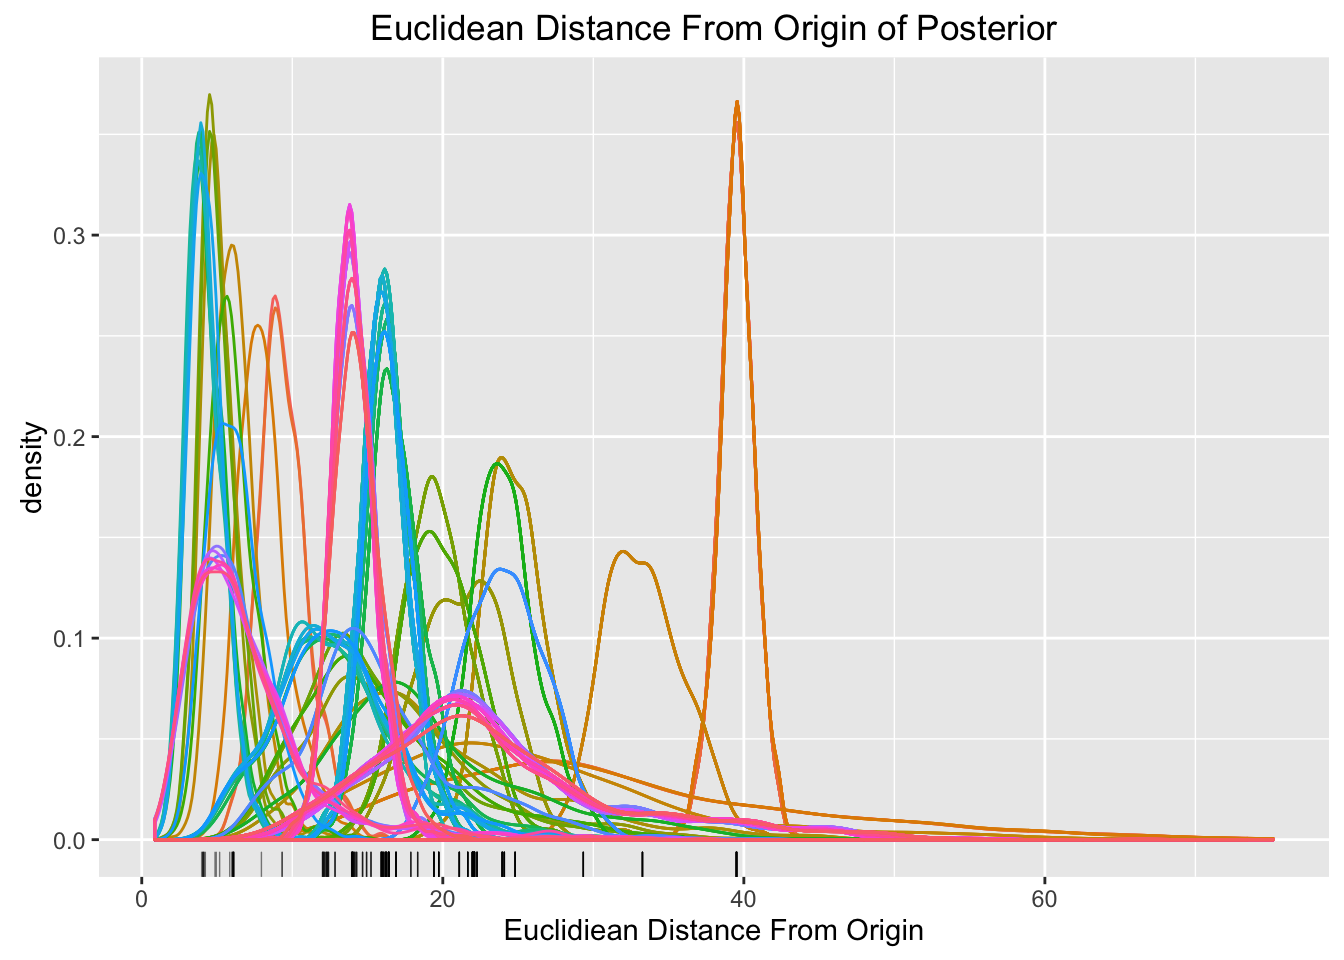 Euclidean Distance From Origin of Posterior
density
0.3
0.2
0.1
0.0
0 20 40 60
Euclidiean Distance From Origin